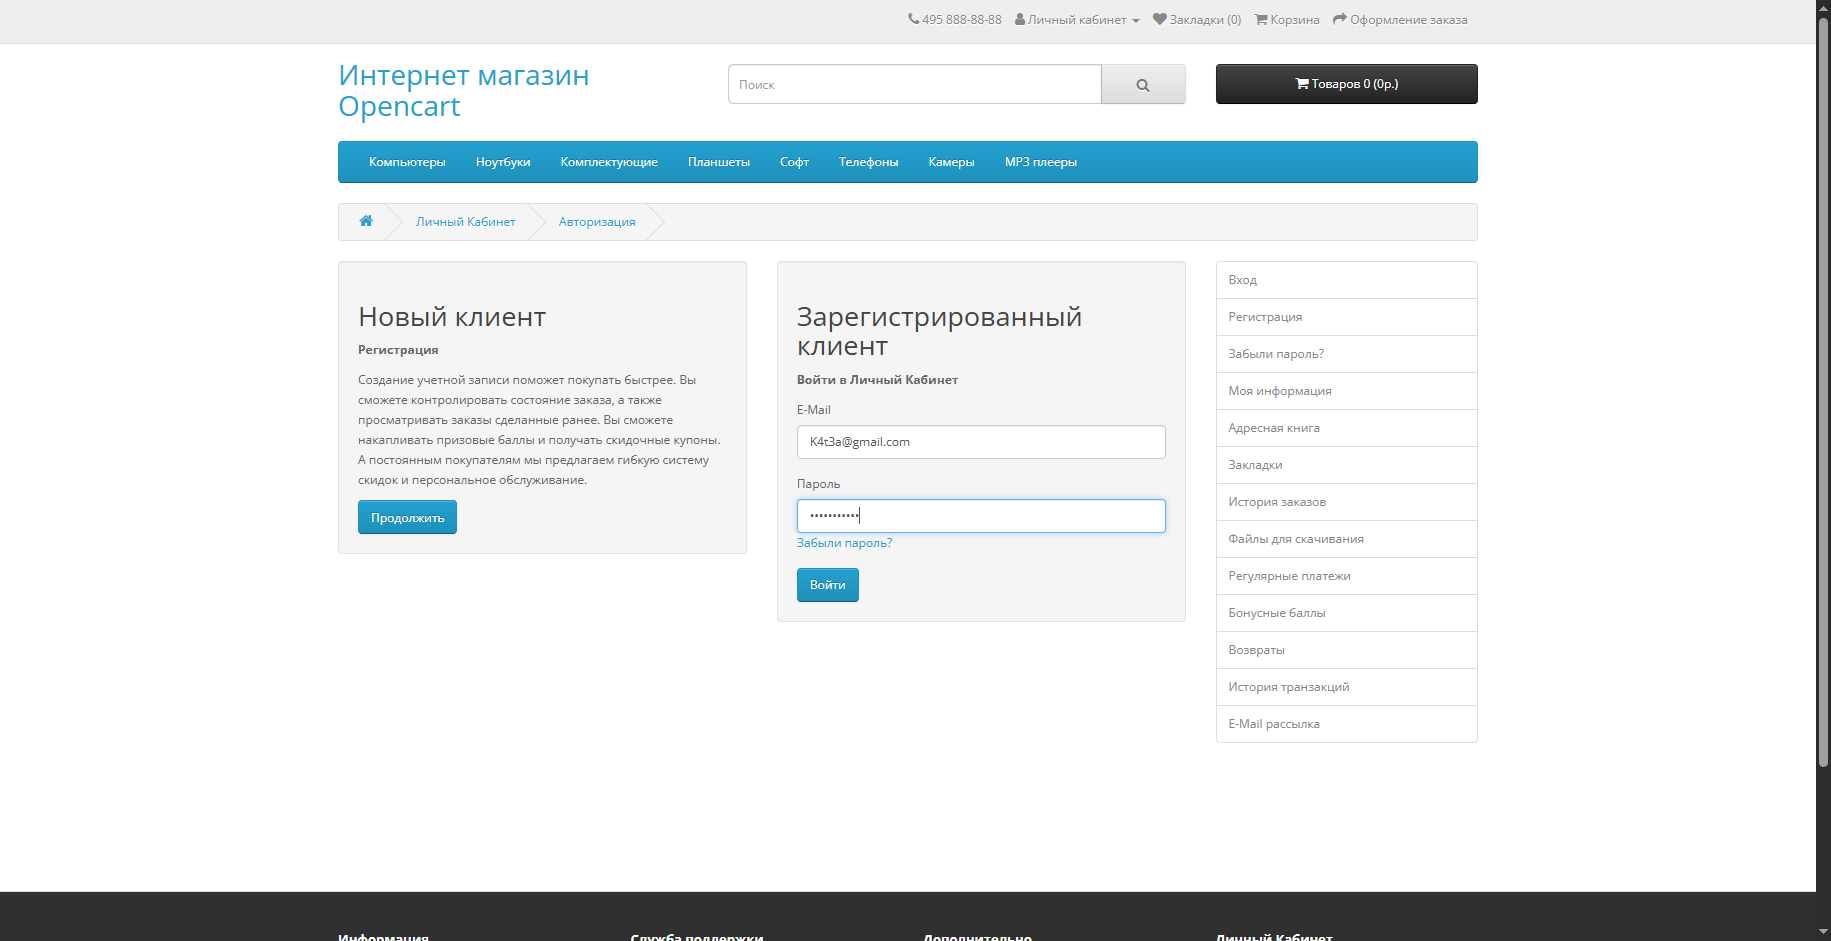 495 888-88-88 Личный кабинет Закладки (0) Корзина Оформление заказа
Интернет магазин
Opencart
Поиск
Товаров 0 (0р.)
Компьютеры Ноутбуки Комплектующие Планшеты Софт Телефоны Камеры MP3 плееры
Личный Кабинет Авторизация
Новый клиент
Регистрация
Создание учетной записи поможет покупать быстрее. Вы
сможете контролировать состояние заказа, а также
просматривать заказы сделанные ранее. Вы сможете
накапливать призовые баллы и получать скидочные купоны.
А постоянным покупателям мы предлагаем гибкую систему
скидок и персональное обслуживание.
Продолжить
Зарегистрированный
клиент
Войти в Личный Кабинет
E-Mail
K4t3a@gmail.com
Пароль
•••••••••••
Забыли пароль?
Войти
Вход
Регистрация
Забыли пароль?
Моя информация
Адресная книга
Закладки
История заказов
Файлы для скачивания
Регулярные платежи
Бонусные баллы
Возвраты
История транзакций
E-Mail рассылка
Информация Служба поддержки Дополнительно Личный Кабинет